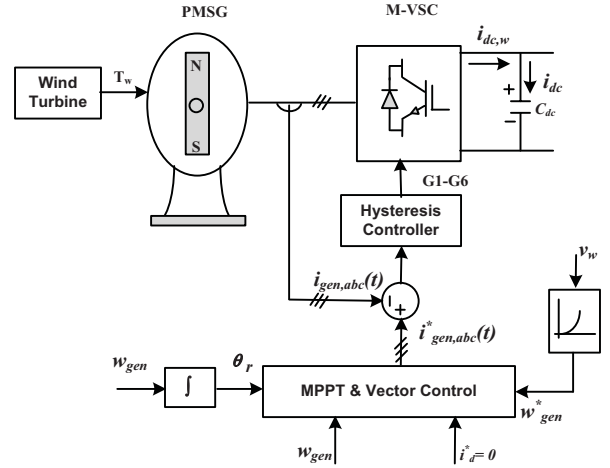 PMSG
M-VSC
i_dc,w
Wind
Turbine
T_w
N
S
+
−
i_dc
C_dc
G1-G6
Hysteresis
Controller
i_gen,abc(t)
+
i*_gen,abc(t)
v_w
w_gen
∫
θ_r
MPPT & Vector Control
w*_gen
w_gen
i*_d = 0